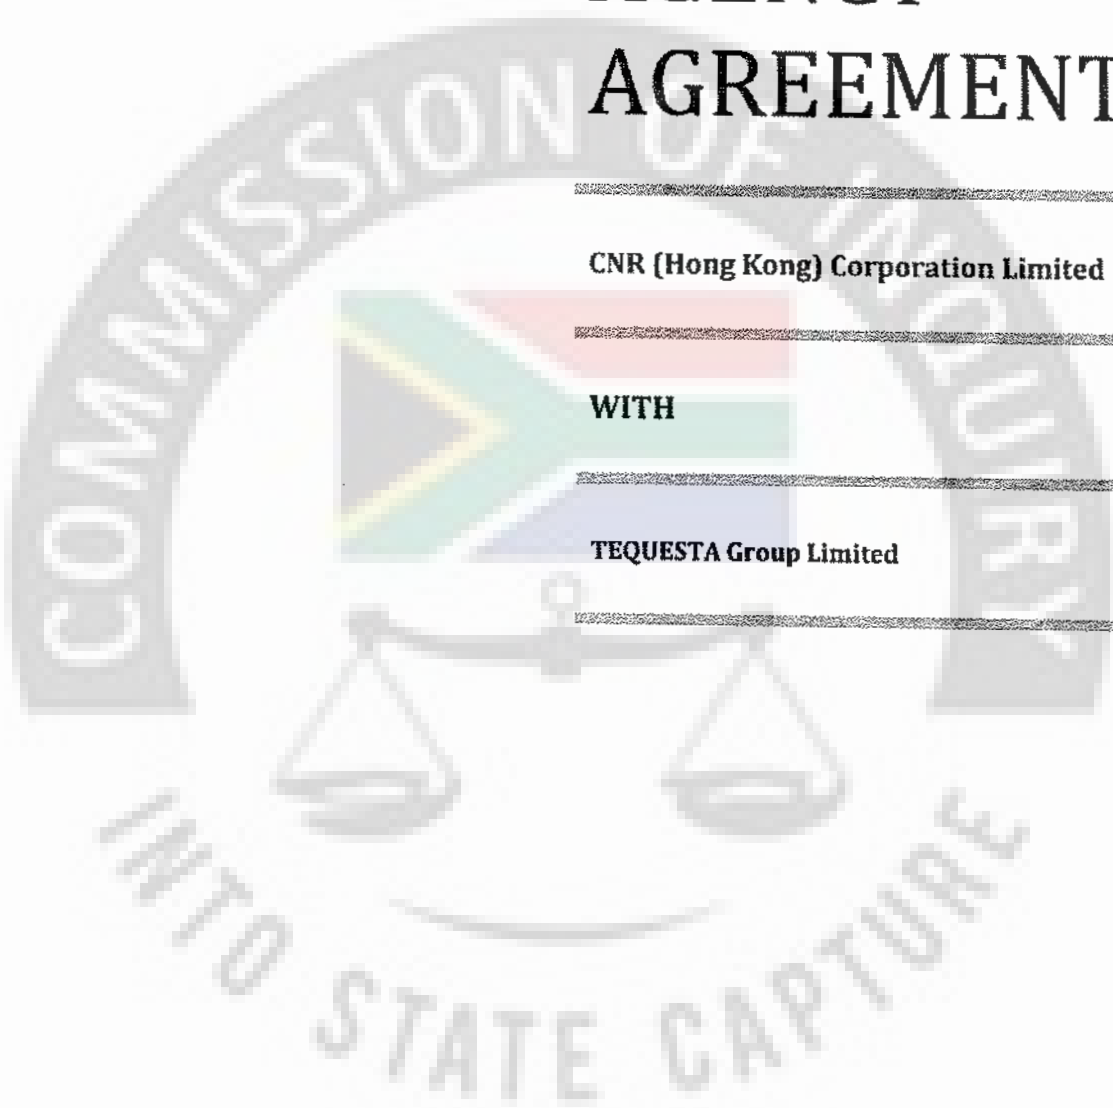 AGREEMENT
CNR (Hong Kong) Corporation Limited
WITH
TEQUESTA Group Limited
COMMISSION OF INQUIRY
INTO STATE CAPTURE